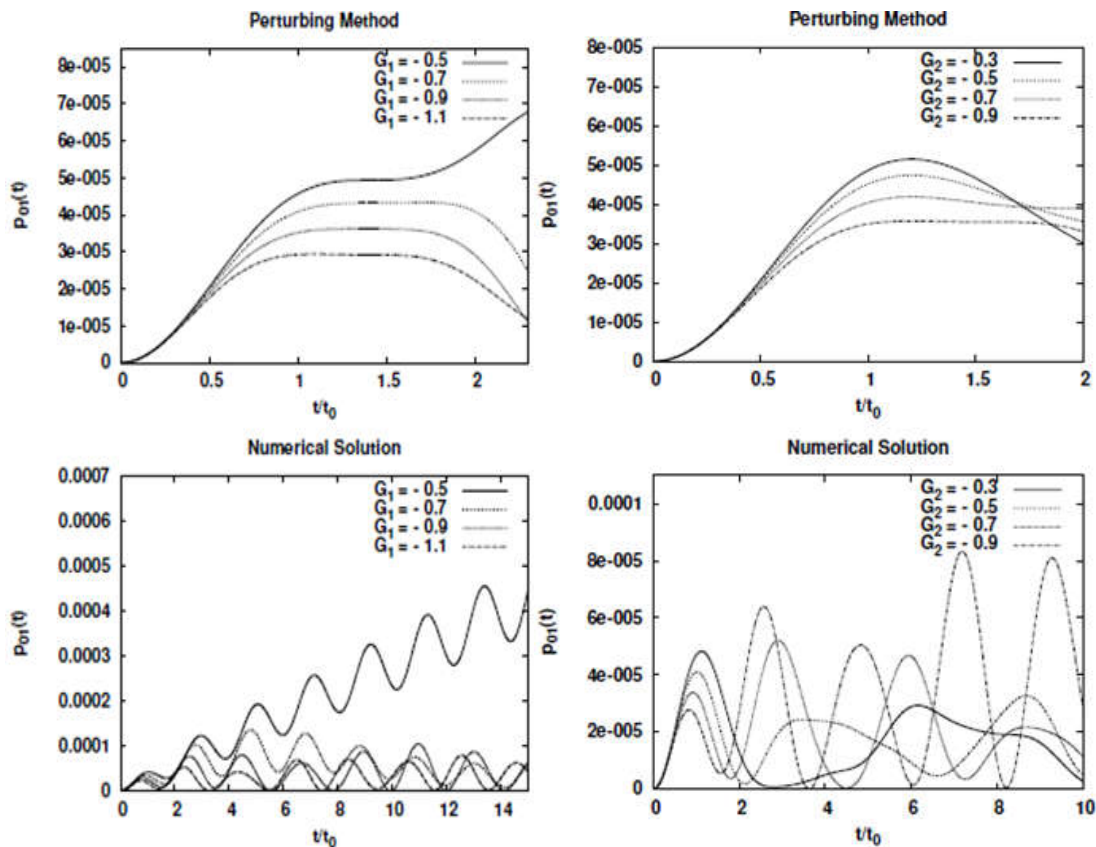 Perturbing Method
8e-005
7e-005
6e-005
5e-005
4e-005
3e-005
2e-005
1e-005
0
p01(t)
G1 = - 0.5
G1 = - 0.7
G1 = - 0.9
G1 = - 1.1
0 0.5 1 1.5 2
t/t0
Perturbing Method
8e-005
7e-005
6e-005
5e-005
4e-005
3e-005
2e-005
1e-005
0
p01(t)
G2 = - 0.3
G2 = - 0.5
G2 = - 0.7
G2 = - 0.9
0 0.5 1 1.5 2
t/t0
Numerical Solution
0.0007
0.0006
0.0005
0.0004
0.0003
0.0002
0.0001
0
p01(t)
G1 = - 0.5
G1 = - 0.7
G1 = - 0.9
G1 = - 1.1
0 2 4 6 8 10 12 14
t/t0
Numerical Solution
0.0001
8e-005
6e-005
4e-005
2e-005
0
p01(t)
G2 = - 0.3
G2 = - 0.5
G2 = - 0.7
G2 = - 0.9
0 2 4 6 8 10
t/t0